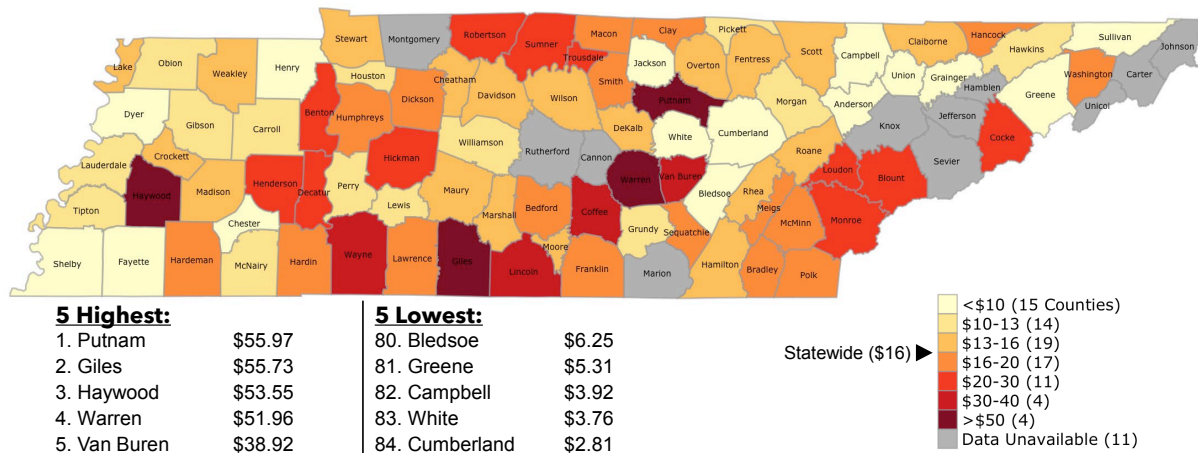 Stewart Montgomery Robertson Sumner Macon Clay Pickett Claiborne Hancock Hawkins Sullivan Johnson
Lake Obion Weakley Henry Houston Trousdale Jackson Overton Fentress Scott Campbell Union Grainger Hamblen Washington Carter
Dyer Gibson Carroll Benton Humphreys Dickson Cheatham Davidson Wilson Smith Putnam Morgan Anderson Knox Jefferson Greene Unicoi
Lauderdale Crockett Hickman Williamson Rutherford Cannon DeKalb White Cumberland Roane Loudon Blount Sevier Cocke
Tipton Haywood Madison Henderson Decatur Perry Lewis Maury Marshall Bedford Coffee Warren Van Buren Bledsoe Rhea Meigs McMinn Monroe
Shelby Fayette Hardeman Chester McNairy Hardin Wayne Lawrence Giles Lincoln Moore Franklin Grundy Sequatchie Marion Hamilton Bradley Polk
5 Highest:
1. Putnam $55.97
2. Giles $55.73
3. Haywood $53.55
4. Warren $51.96
5. Van Buren $38.92
5 Lowest:
80. Bledsoe $6.25
81. Greene $5.31
82. Campbell $3.92
83. White $3.76
84. Cumberland $2.81
Statewide ($16)
<$10 (15 Counties)
$10-13 (14)
$13-16 (19)
$16-20 (17)
$20-30 (11)
$30-40 (4)
>$50 (4)
Data Unavailable (11)